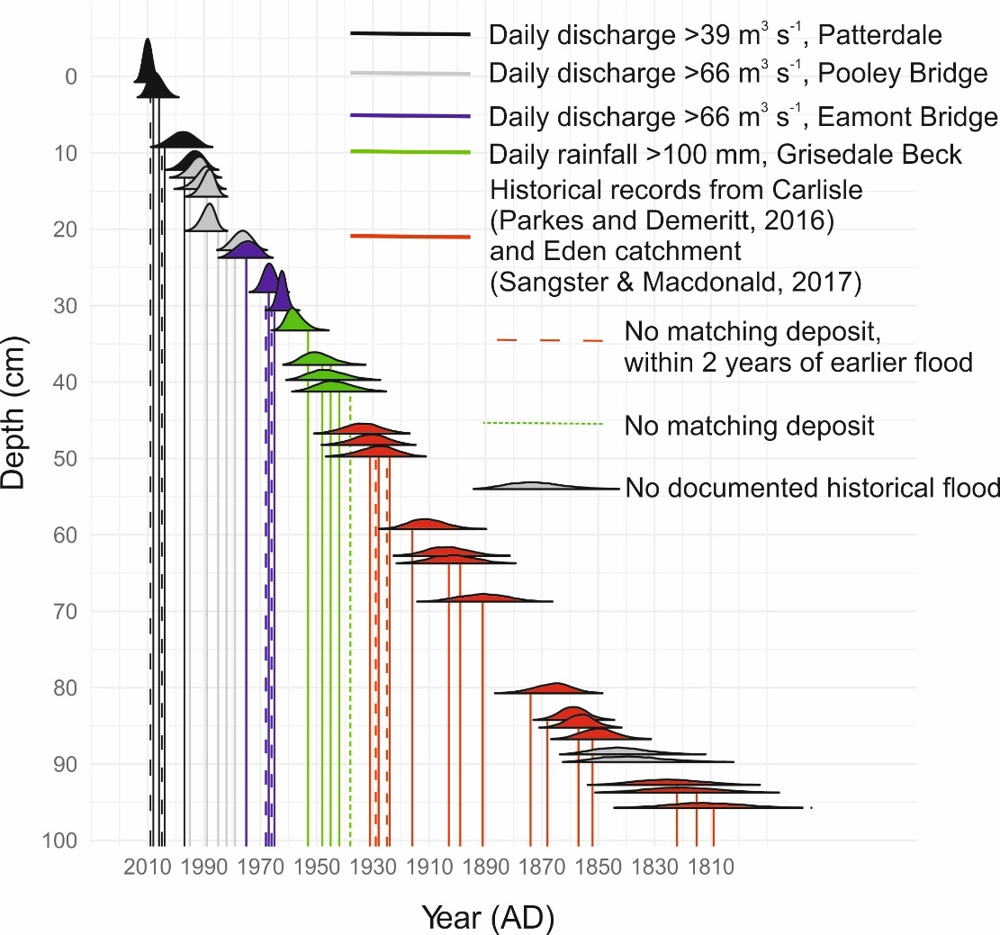 Daily discharge >39 m³ s⁻¹, Patterdale
Daily discharge >66 m³ s⁻¹, Pooley Bridge
Daily discharge >66 m³ s⁻¹, Eamont Bridge
Daily rainfall >100 mm, Grisedale Beck
Historical records from Carlisle
(Parkes and Demeritt, 2016)
and Eden catchment
(Sangster & Macdonald, 2017)
No matching deposit,
within 2 years of earlier flood
No matching deposit
No documented historical flood
Depth (cm)
0
10
20
30
40
50
60
70
80
90
100
2010 1990 1970 1950 1930 1910 1890 1870 1850 1830 1810
Year (AD)